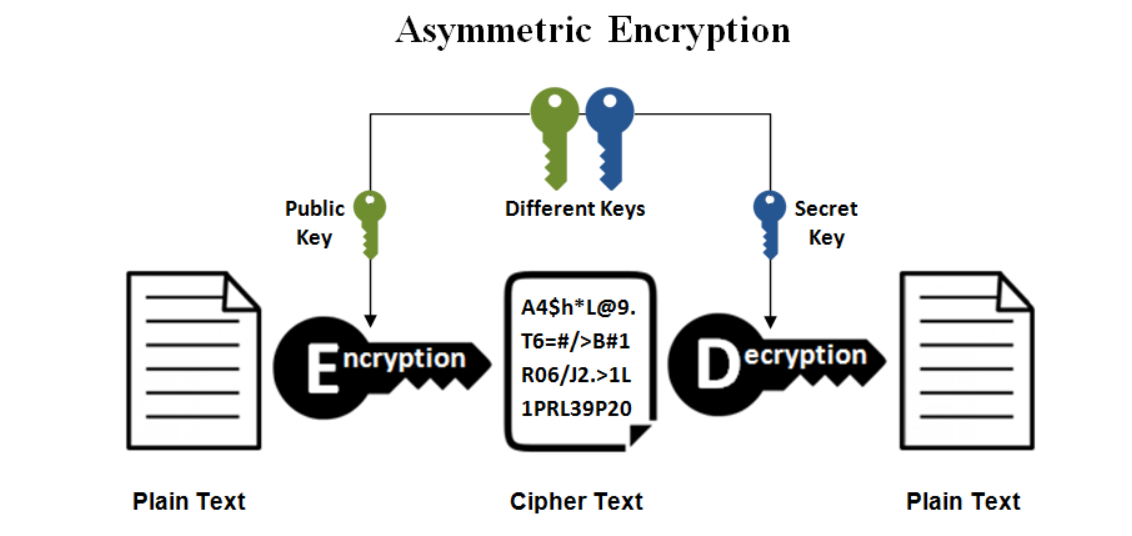 Asymmetric Encryption
Public
Key
Different Keys
Secret
Key
Encryption
A4$h*L@9.
T6=#/>B#1
R06/J2.>1L
1PRL39P20
Decryption
Plain Text
Cipher Text
Plain Text